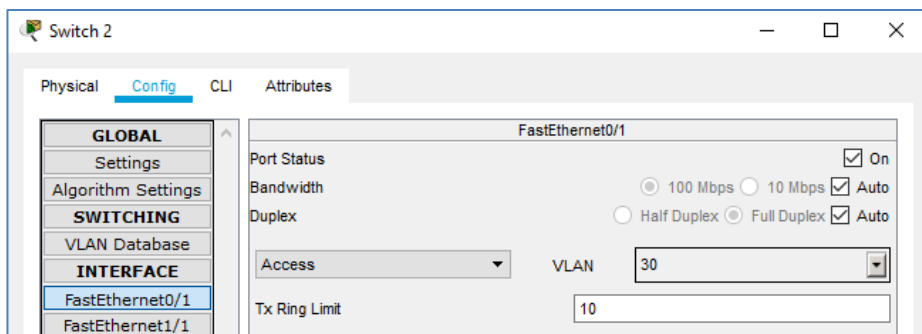 Switch 2
Physical Config CLI Attributes
GLOBAL
Settings
Algorithm Settings
SWITCHING
VLAN Database
INTERFACE
FastEthernet0/1
FastEthernet1/1
FastEthernet0/1
Port Status On
Bandwidth 100 Mbps 10 Mbps Auto
Duplex Half Duplex Full Duplex Auto
Access VLAN 30
Tx Ring Limit 10